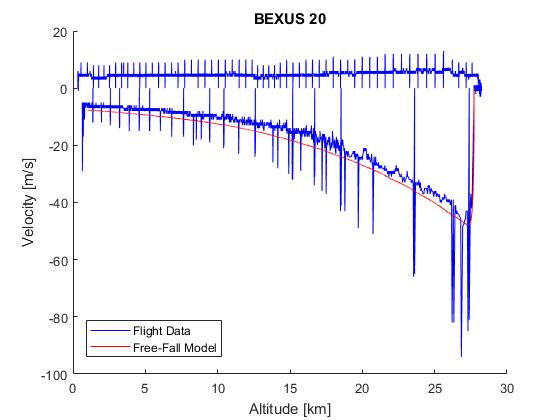 BEXUS 20
20
0
-20
-40
-60
-80
-100
Velocity [m/s]
Flight Data
Free-Fall Model
0 5 10 15 20 25 30
Altitude [km]